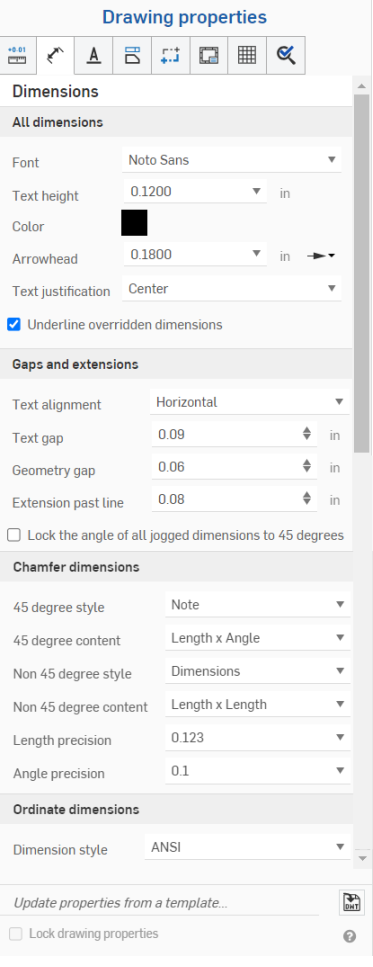 Drawing properties
+0.01
A
Dimensions
All dimensions
Font Noto Sans
Text height 0.1200 in
Color
Arrowhead 0.1800 in
Text justification Center
Underline overridden dimensions
Gaps and extensions
Text alignment Horizontal
Text gap 0.09 in
Geometry gap 0.06 in
Extension past line 0.08 in
Lock the angle of all jogged dimensions to 45 degrees
Chamfer dimensions
45 degree style Note
45 degree content Length x Angle
Non 45 degree style Dimensions
Non 45 degree content Length x Length
Length precision 0.123
Angle precision 0.1
Ordinate dimensions
Dimension style ANSI
Update properties from a template...
DWT
Lock drawing properties
?